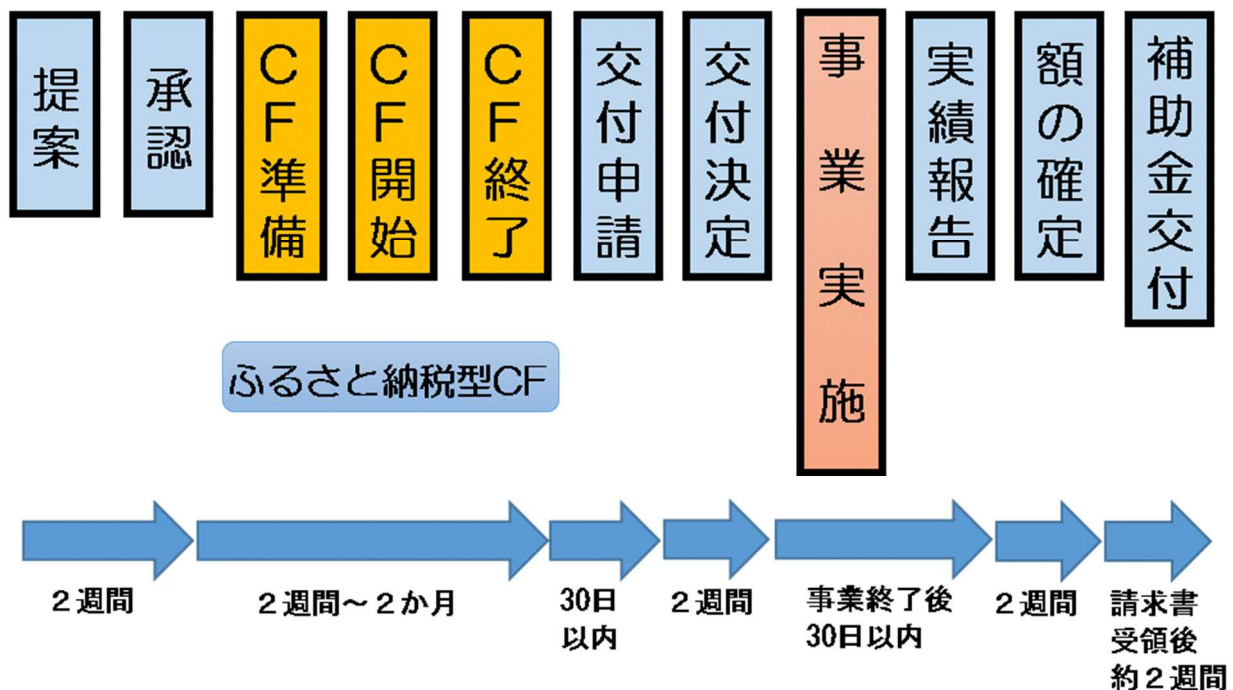 提案
承認
CF準備
CF開始
CF終了
交付申請
交付決定
事業実施
実績報告
額の確定
補助金交付
ふるさと納税型CF
２週間
２週間～２か月
30日
以内
２週間
事業終了後
30日以内
２週間
請求書
受領後
約２週間